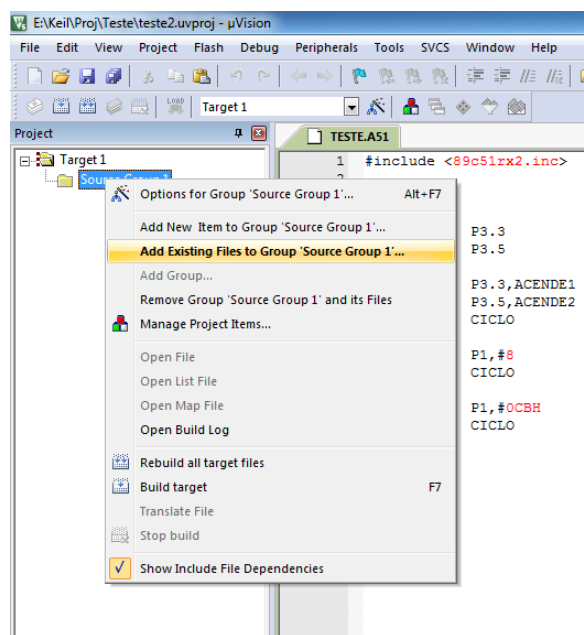 E:\Keil\Proj\Teste\teste2.uvproj - µVision
File Edit View Project Flash Debug Peripherals Tools SVCS Window Help
LOAD Target 1
Project
TESTE.A51
Target 1
1 #include <89c51rx2.inc>
Source Group 1
2
Options for Group 'Source Group 1'... Alt+F7
Add New Item to Group 'Source Group 1'...
P3.3
Add Existing Files to Group 'Source Group 1'...
P3.5
Add Group...
P3.3,ACENDE1
Remove Group 'Source Group 1' and its Files
P3.5,ACENDE2
Manage Project Items...
CICLO
Open File
P1,#8
Open List File
CICLO
Open Map File
P1,#0CBH
Open Build Log
CICLO
Rebuild all target files
Build target F7
Translate File
Stop build
Show Include File Dependencies